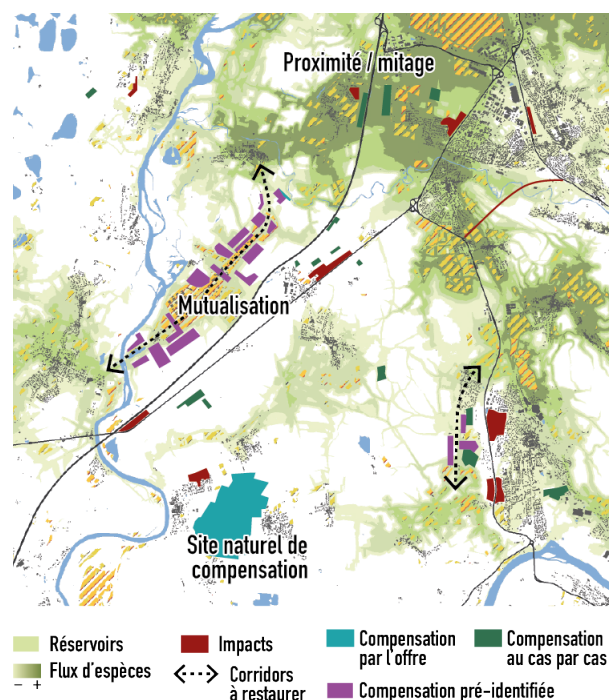 Proximité / mitage
Mutualisation
Site naturel de
compensation
Réservoirs
Flux d'espèces
– +
Impacts
Corridors
à restaurer
Compensation
par l'offre
Compensation
au cas par cas
Compensation pré-identifiée